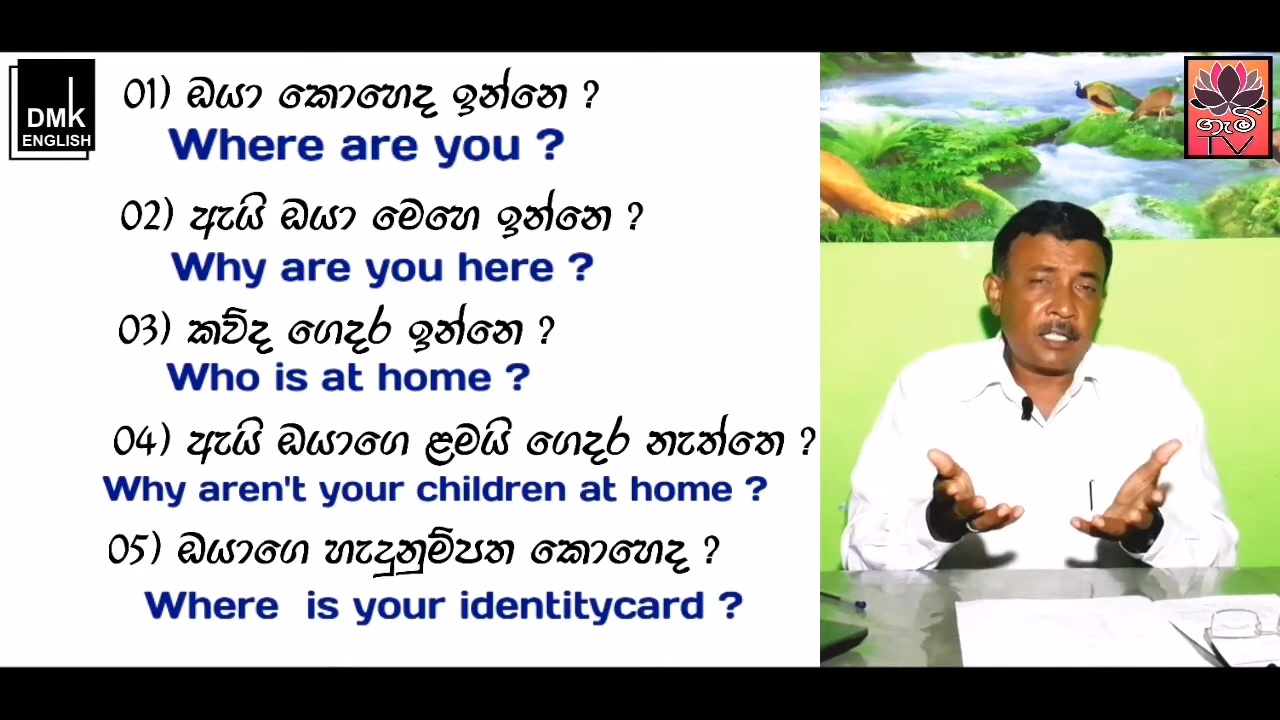 DMK
ENGLISH
01) ඔයා කොහෙද ඉන්නෙ ?
Where are you ?
02) ඇයි ඔයා මෙහෙ ඉන්නෙ ?
Why are you here ?
03) කව්ද ගෙදර ඉන්නෙ ?
Who is at home ?
04) ඇයි ඔයාගෙ ළමයි ගෙදර නැත්තෙ ?
Why aren't your children at home ?
05) ඔයාගෙ හැදුනුම්පත කොහෙද ?
Where is your identitycard ?
ගැමි
TV